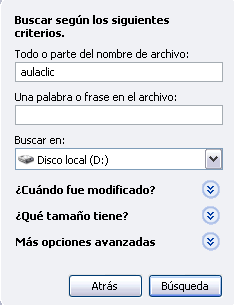 Buscar según los siguientes
criterios.
Todo o parte del nombre de archivo:
aulaclic
Una palabra o frase en el archivo:
Buscar en:
Disco local (D:)
¿Cuándo fue modificado?
¿Qué tamaño tiene?
Más opciones avanzadas
Atrás Búsqueda